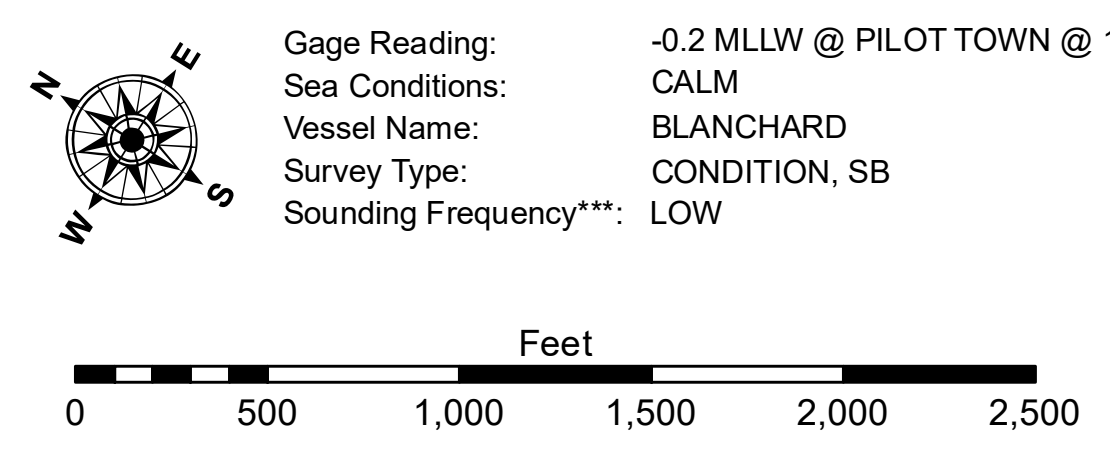 N E S W
Gage Reading: -0.2 MLLW @ PILOT TOWN @
Sea Conditions: CALM
Vessel Name: BLANCHARD
Survey Type: CONDITION, SB
Sounding Frequency***: LOW
Feet
0 500 1,000 1,500 2,000 2,500